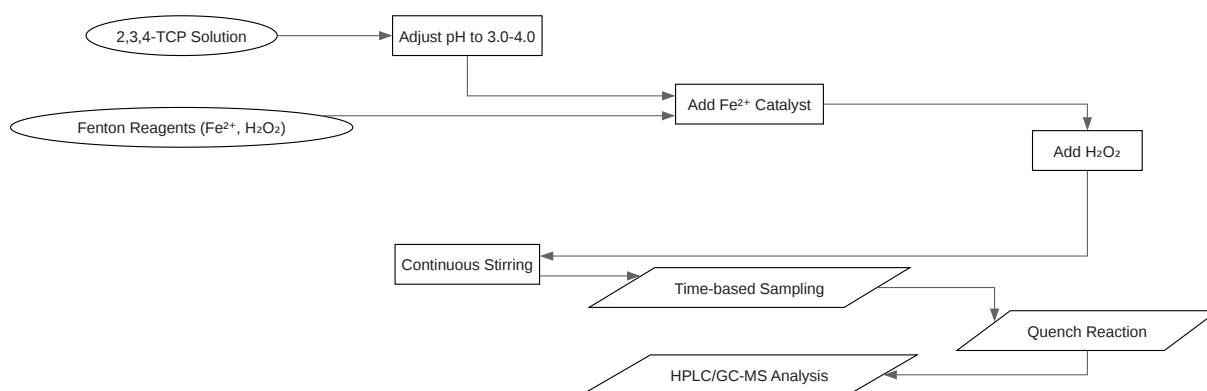 2,3,4-TCP Solution
Adjust pH to 3.0-4.0
Add Fe²⁺ Catalyst
Fenton Reagents (Fe²⁺, H₂O₂)
Add H₂O₂
Continuous Stirring
Time-based Sampling
Quench Reaction
HPLC/GC-MS Analysis